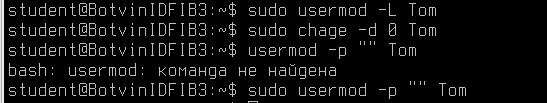 student@BotvinIDFIB3:~$ sudo usermod -L Tom
student@BotvinIDFIB3:~$ sudo chage -d 0 Tom
student@BotvinIDFIB3:~$ usermod -p "" Tom
bash: usermod: команда не найдена
student@BotvinIDFIB3:~$ sudo usermod -p "" Tom